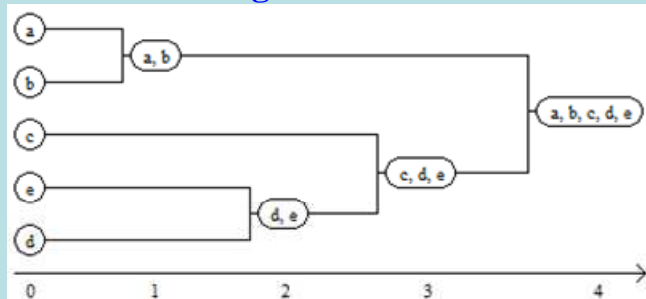 a
a, b
b
a, b, c, d, e
c
c, d, e
e
d, e
d
0 1 2 3 4